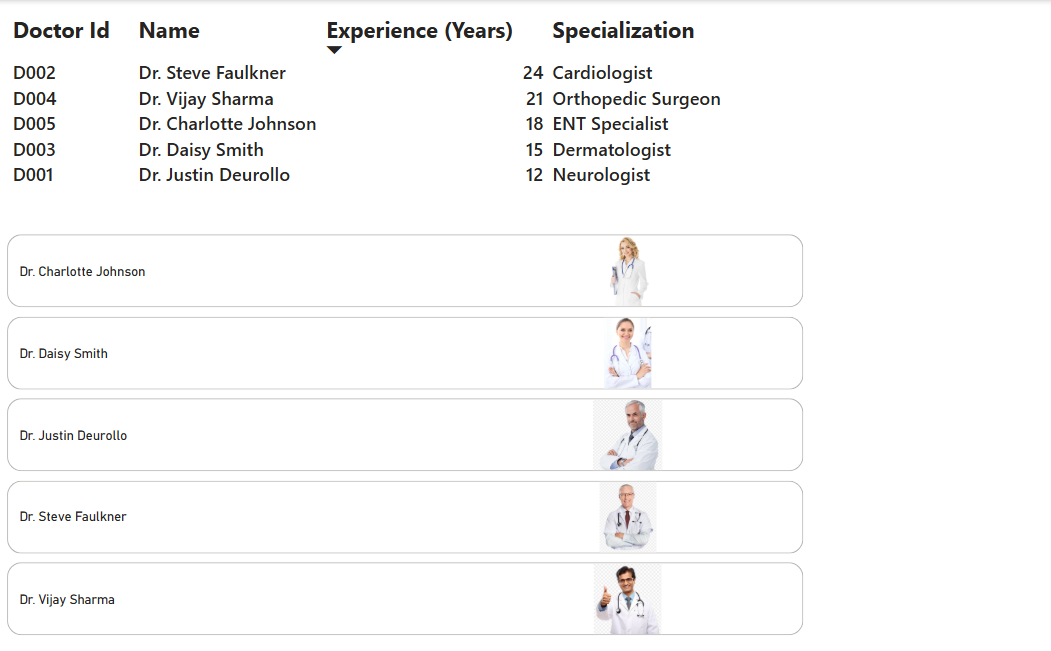 Doctor Id Name Experience (Years) Specialization
D002 Dr. Steve Faulkner 24 Cardiologist
D004 Dr. Vijay Sharma 21 Orthopedic Surgeon
D005 Dr. Charlotte Johnson 18 ENT Specialist
D003 Dr. Daisy Smith 15 Dermatologist
D001 Dr. Justin Deurollo 12 Neurologist
Dr. Charlotte Johnson
Dr. Daisy Smith
Dr. Justin Deurollo
Dr. Steve Faulkner
Dr. Vijay Sharma